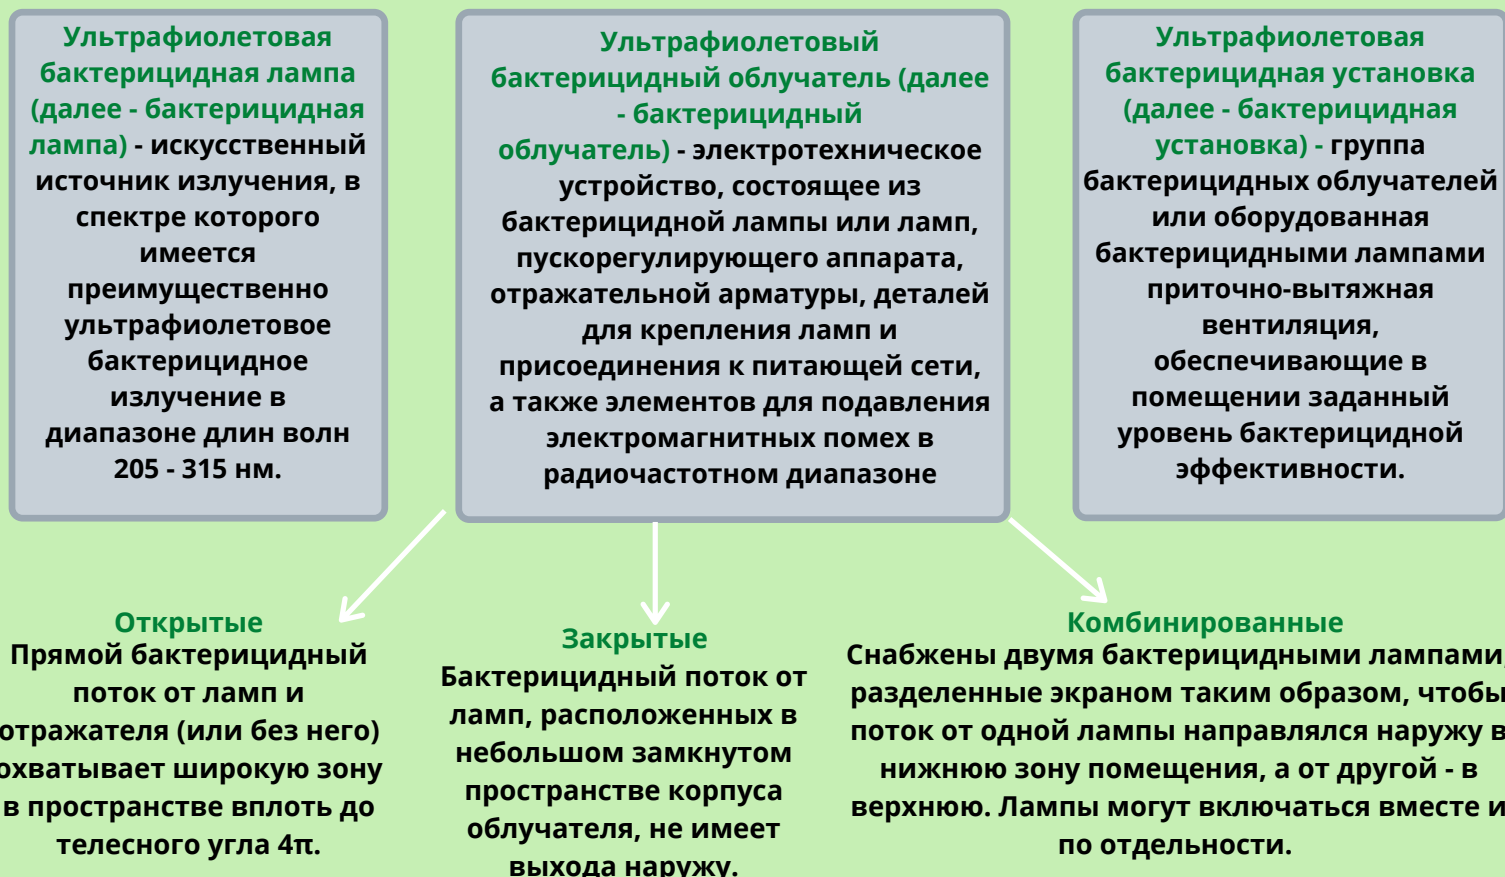 Ультрафиолетовая
бактерицидная лампа
(далее - бактерицидная
лампа) - искусственный
источник излучения, в
спектре которого
имеется
преимущественно
ультрафиолетовое
бактерицидное
излучение в
диапазоне длин волн
205 - 315 нм.
Ультрафиолетовый
бактерицидный облучатель (далее
- бактерицидный
облучатель) - электротехническое
устройство, состоящее из
бактерицидной лампы или ламп,
пускорегулирующего аппарата,
отражательной арматуры, деталей
для крепления ламп и
присоединения к питающей сети,
а также элементов для подавления
электромагнитных помех в
радиочастотном диапазоне
Ультрафиолетовая
бактерицидная установка
(далее - бактерицидная
установка) - группа
бактерицидных облучателей
или оборудованная
бактерицидными лампами
приточно-вытяжная
вентиляция,
обеспечивающие в
помещении заданный
уровень бактерицидной
эффективности.
Открытые
Прямой бактерицидный
поток от ламп и
отражателя (или без него)
охватывает широкую зону
в пространстве вплоть до
телесного угла 4π.
Закрытые
Бактерицидный поток от
ламп, расположенных в
небольшом замкнутом
пространстве корпуса
облучателя, не имеет
выхода наружу.
Комбинированные
Снабжены двумя бактерицидными лампами,
разделенные экраном таким образом, чтобы
поток от одной лампы направлялся наружу в
нижнюю зону помещения, а от другой - в
верхнюю. Лампы могут включаться вместе и
по отдельности.